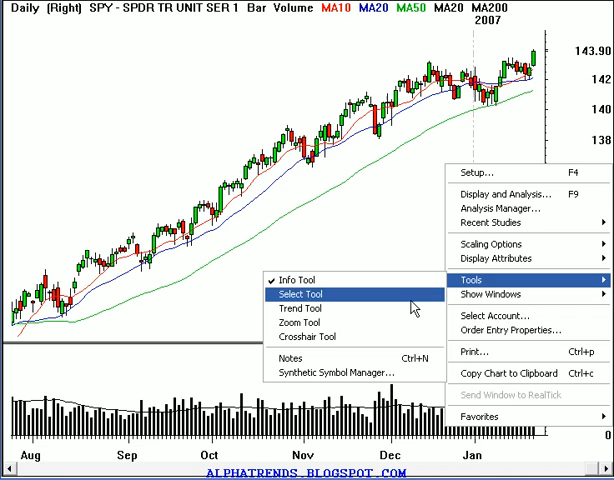 Daily (Right) SPY - SPDR TR UNIT SER 1 Bar Volume MA10 MA20 MA50 MA20 MA200
2007
143.90
142
140
138
Setup... F4
Display and Analysis... F9
Analysis Manager...
Recent Studies
Scaling Options
Display Attributes
Info Tool
Tools
Select Tool
Show Windows
Trend Tool
Select Account...
Zoom Tool
Order Entry Properties...
Crosshair Tool
Print... Ctrl+p
Notes Ctrl+N
Synthetic Symbol Manager...
Copy Chart to Clipboard Ctrl+c
Send Window to RealTick
Favorites
0
Aug Sep Oct Nov Dec Jan
ALPHATRENDS.BLOGSPOT.COM